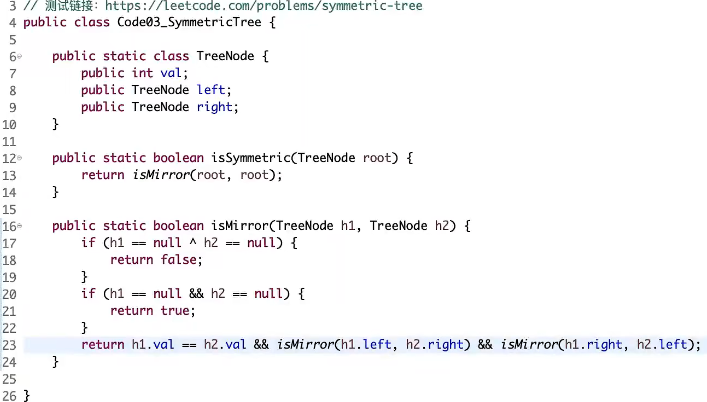 3 // 测试链接：https://leetcode.com/problems/symmetric-tree
4 public class Code03_SymmetricTree {
5
6     public static class TreeNode {
7         public int val;
8         public TreeNode left;
9         public TreeNode right;
10     }
11
12     public static boolean isSymmetric(TreeNode root) {
13         return isMirror(root, root);
14     }
15
16     public static boolean isMirror(TreeNode h1, TreeNode h2) {
17         if (h1 == null ^ h2 == null) {
18             return false;
19         }
20         if (h1 == null && h2 == null) {
21             return true;
22         }
23         return h1.val == h2.val && isMirror(h1.left, h2.right) && isMirror(h1.right, h2.left);
24     }
25
26 }